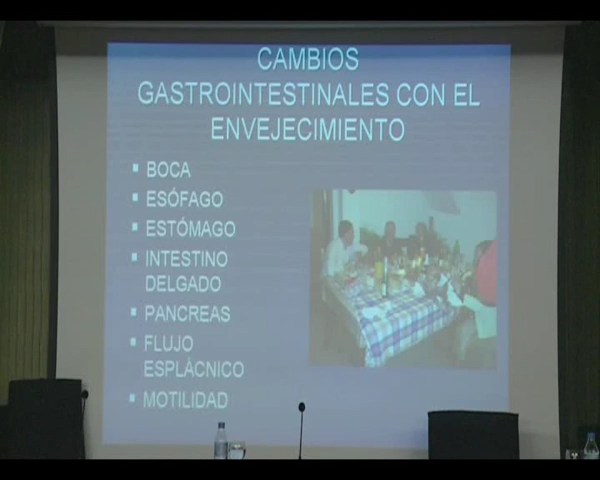 CAMBIOS
GASTROINTESTINALES CON EL
ENVEJECIMIENTO
▪ BOCA
▪ ESÓFAGO
▪ ESTÓMAGO
▪ INTESTINO
DELGADO
▪ PANCREAS
▪ FLUJO
ESPLÁCNICO
▪ MOTILIDAD